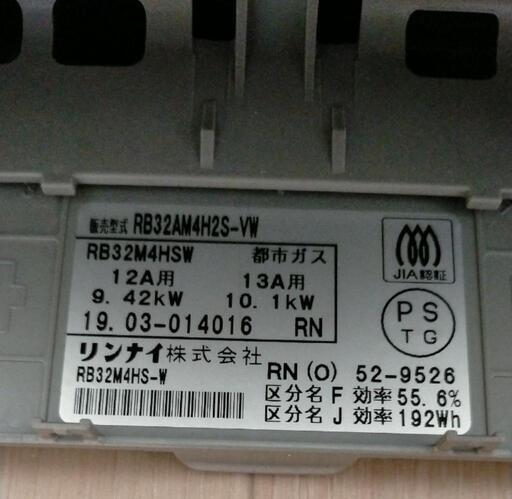 販売型式 RB32AM4H2S-VW
RB32M4HSW 都市ガス
12A用 13A用
9.42kW 10.1kW
19.03-014016 RN
JIA認証
PS
TG
リンナイ株式会社
RB32M4HS-W
RN(O) 52-9526
区分名 F 効率 55.6%
区分名 J 効率 192Wh